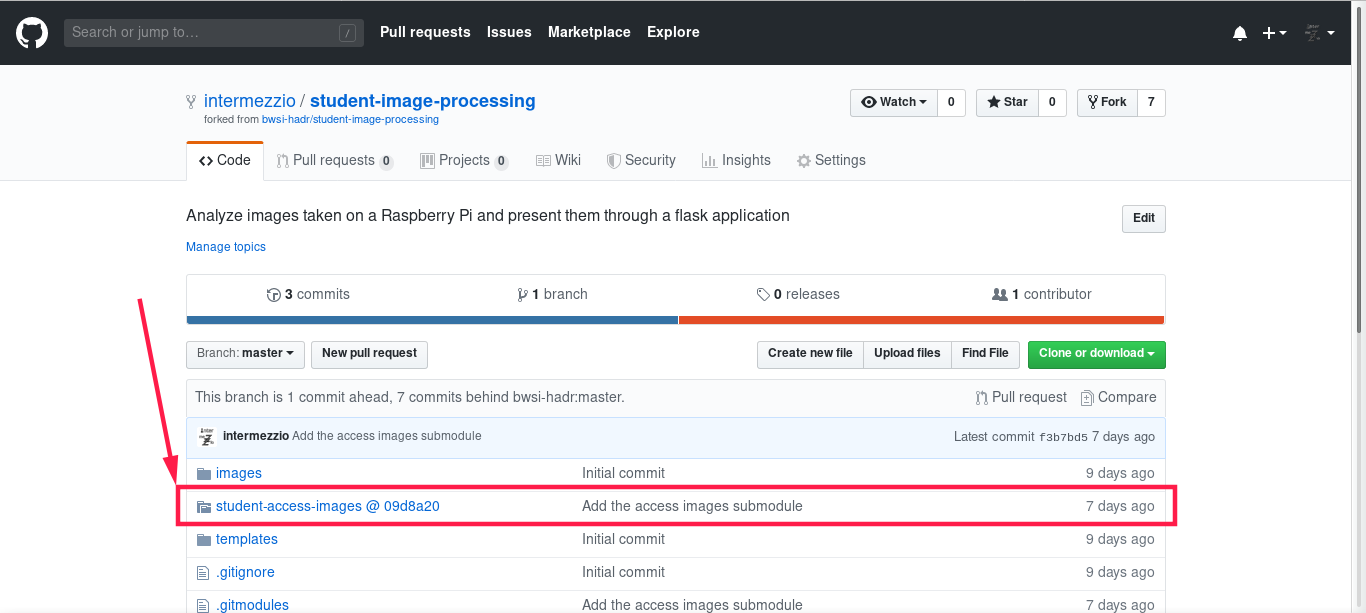 Search or jump to… / Pull requests Issues Marketplace Explore
intermezzio / student-image-processing Watch 0 Star 0 Fork 7
forked from bwsi-hadr/student-image-processing
Code Pull requests 0 Projects 0 Wiki Security Insights Settings
Analyze images taken on a Raspberry Pi and present them through a flask application Edit
Manage topics
3 commits 1 branch 0 releases 1 contributor
Branch: master New pull request Create new file Upload files Find File Clone or download
This branch is 1 commit ahead, 7 commits behind bwsi-hadr:master. Pull request Compare
intermezzio Add the access images submodule Latest commit f3b7bd5 7 days ago
images Initial commit 9 days ago
student-access-images @ 09d8a20 Add the access images submodule 7 days ago
templates Initial commit 9 days ago
.gitignore Initial commit 9 days ago
.gitmodules Add the access images submodule 7 days ago